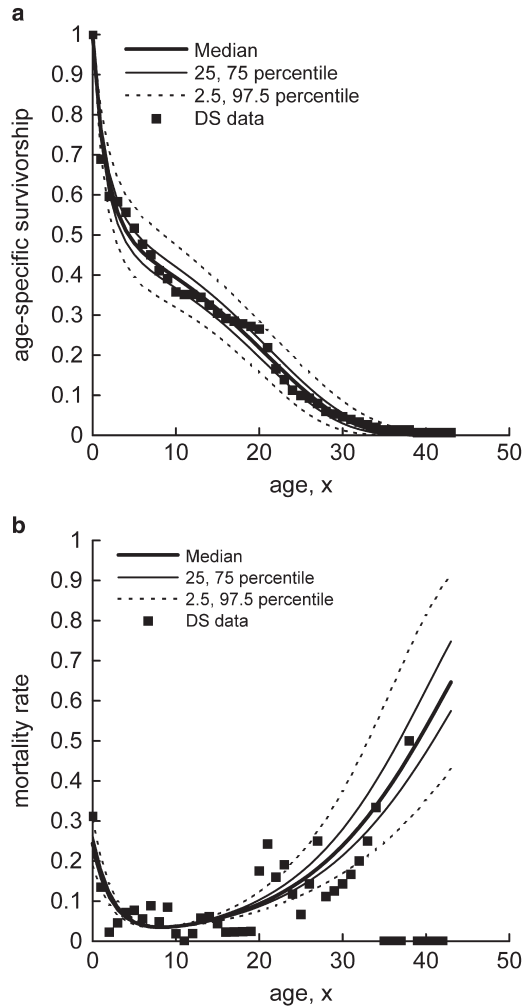 a
1
0.9
0.8
0.7
0.6
0.5
0.4
0.3
0.2
0.1
0
age-specific survivorship
Median
25, 75 percentile
2.5, 97.5 percentile
DS data
0 10 20 30 40 50
age, x
b
1
0.9
0.8
0.7
0.6
0.5
0.4
0.3
0.2
0.1
0
mortality rate
Median
25, 75 percentile
2.5, 97.5 percentile
DS data
0 10 20 30 40 50
age, x